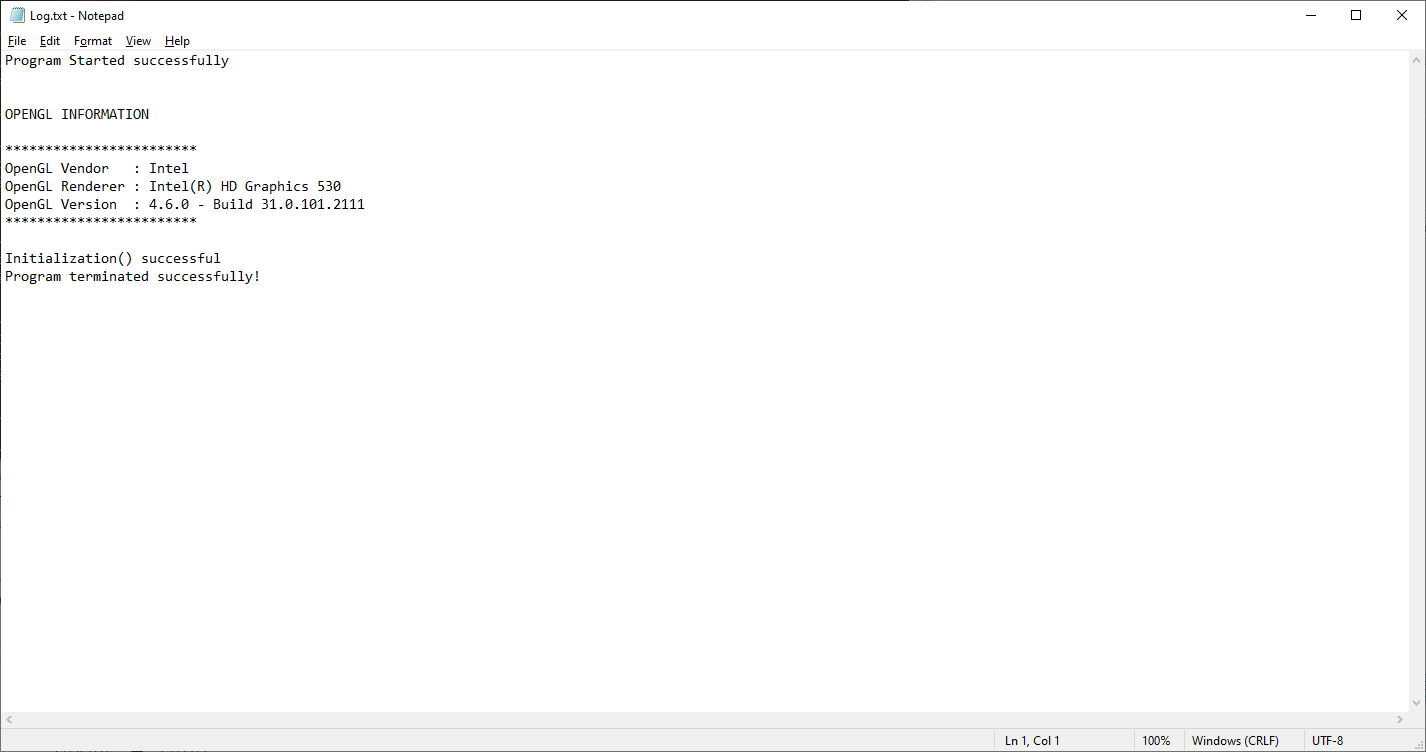 Log.txt - Notepad
File Edit Format View Help
Program Started successfully
OPENGL INFORMATION
************************
OpenGL Vendor   : Intel
OpenGL Renderer : Intel(R) HD Graphics 530
OpenGL Version  : 4.6.0 - Build 31.0.101.2111
************************
Initialization() successful
Program terminated successfully!
Ln 1, Col 1 100% Windows (CRLF) UTF-8